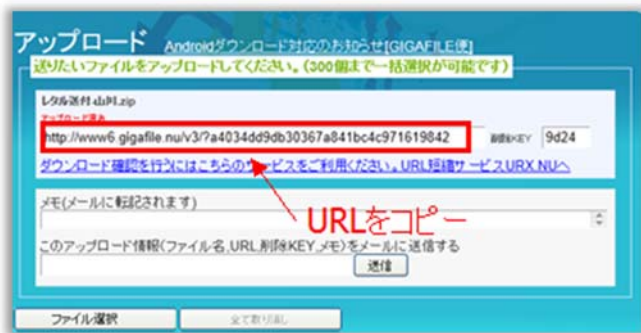 アップロード Androidダウンロード対応のお知らせ[GIGAFILE便]
送りたいファイルをアップロードしてください。(300個まで一括選択が可能です)
レタル送付 山川.zip
アップロード済み
http://www6.gigafile.nu/v3/?a4034dd9db30367a841bc4c971619842 削除KEY 9d24
ダウンロード確認を行うにはこちらのサービスをご利用ください。URL短縮サービスURX.NUへ
メモ(メールに転記されます)
URLをコピー
このアップロード情報(ファイル名,URL,削除KEY,メモ)をメールに送信する
送信
ファイル選択 全て取り消し